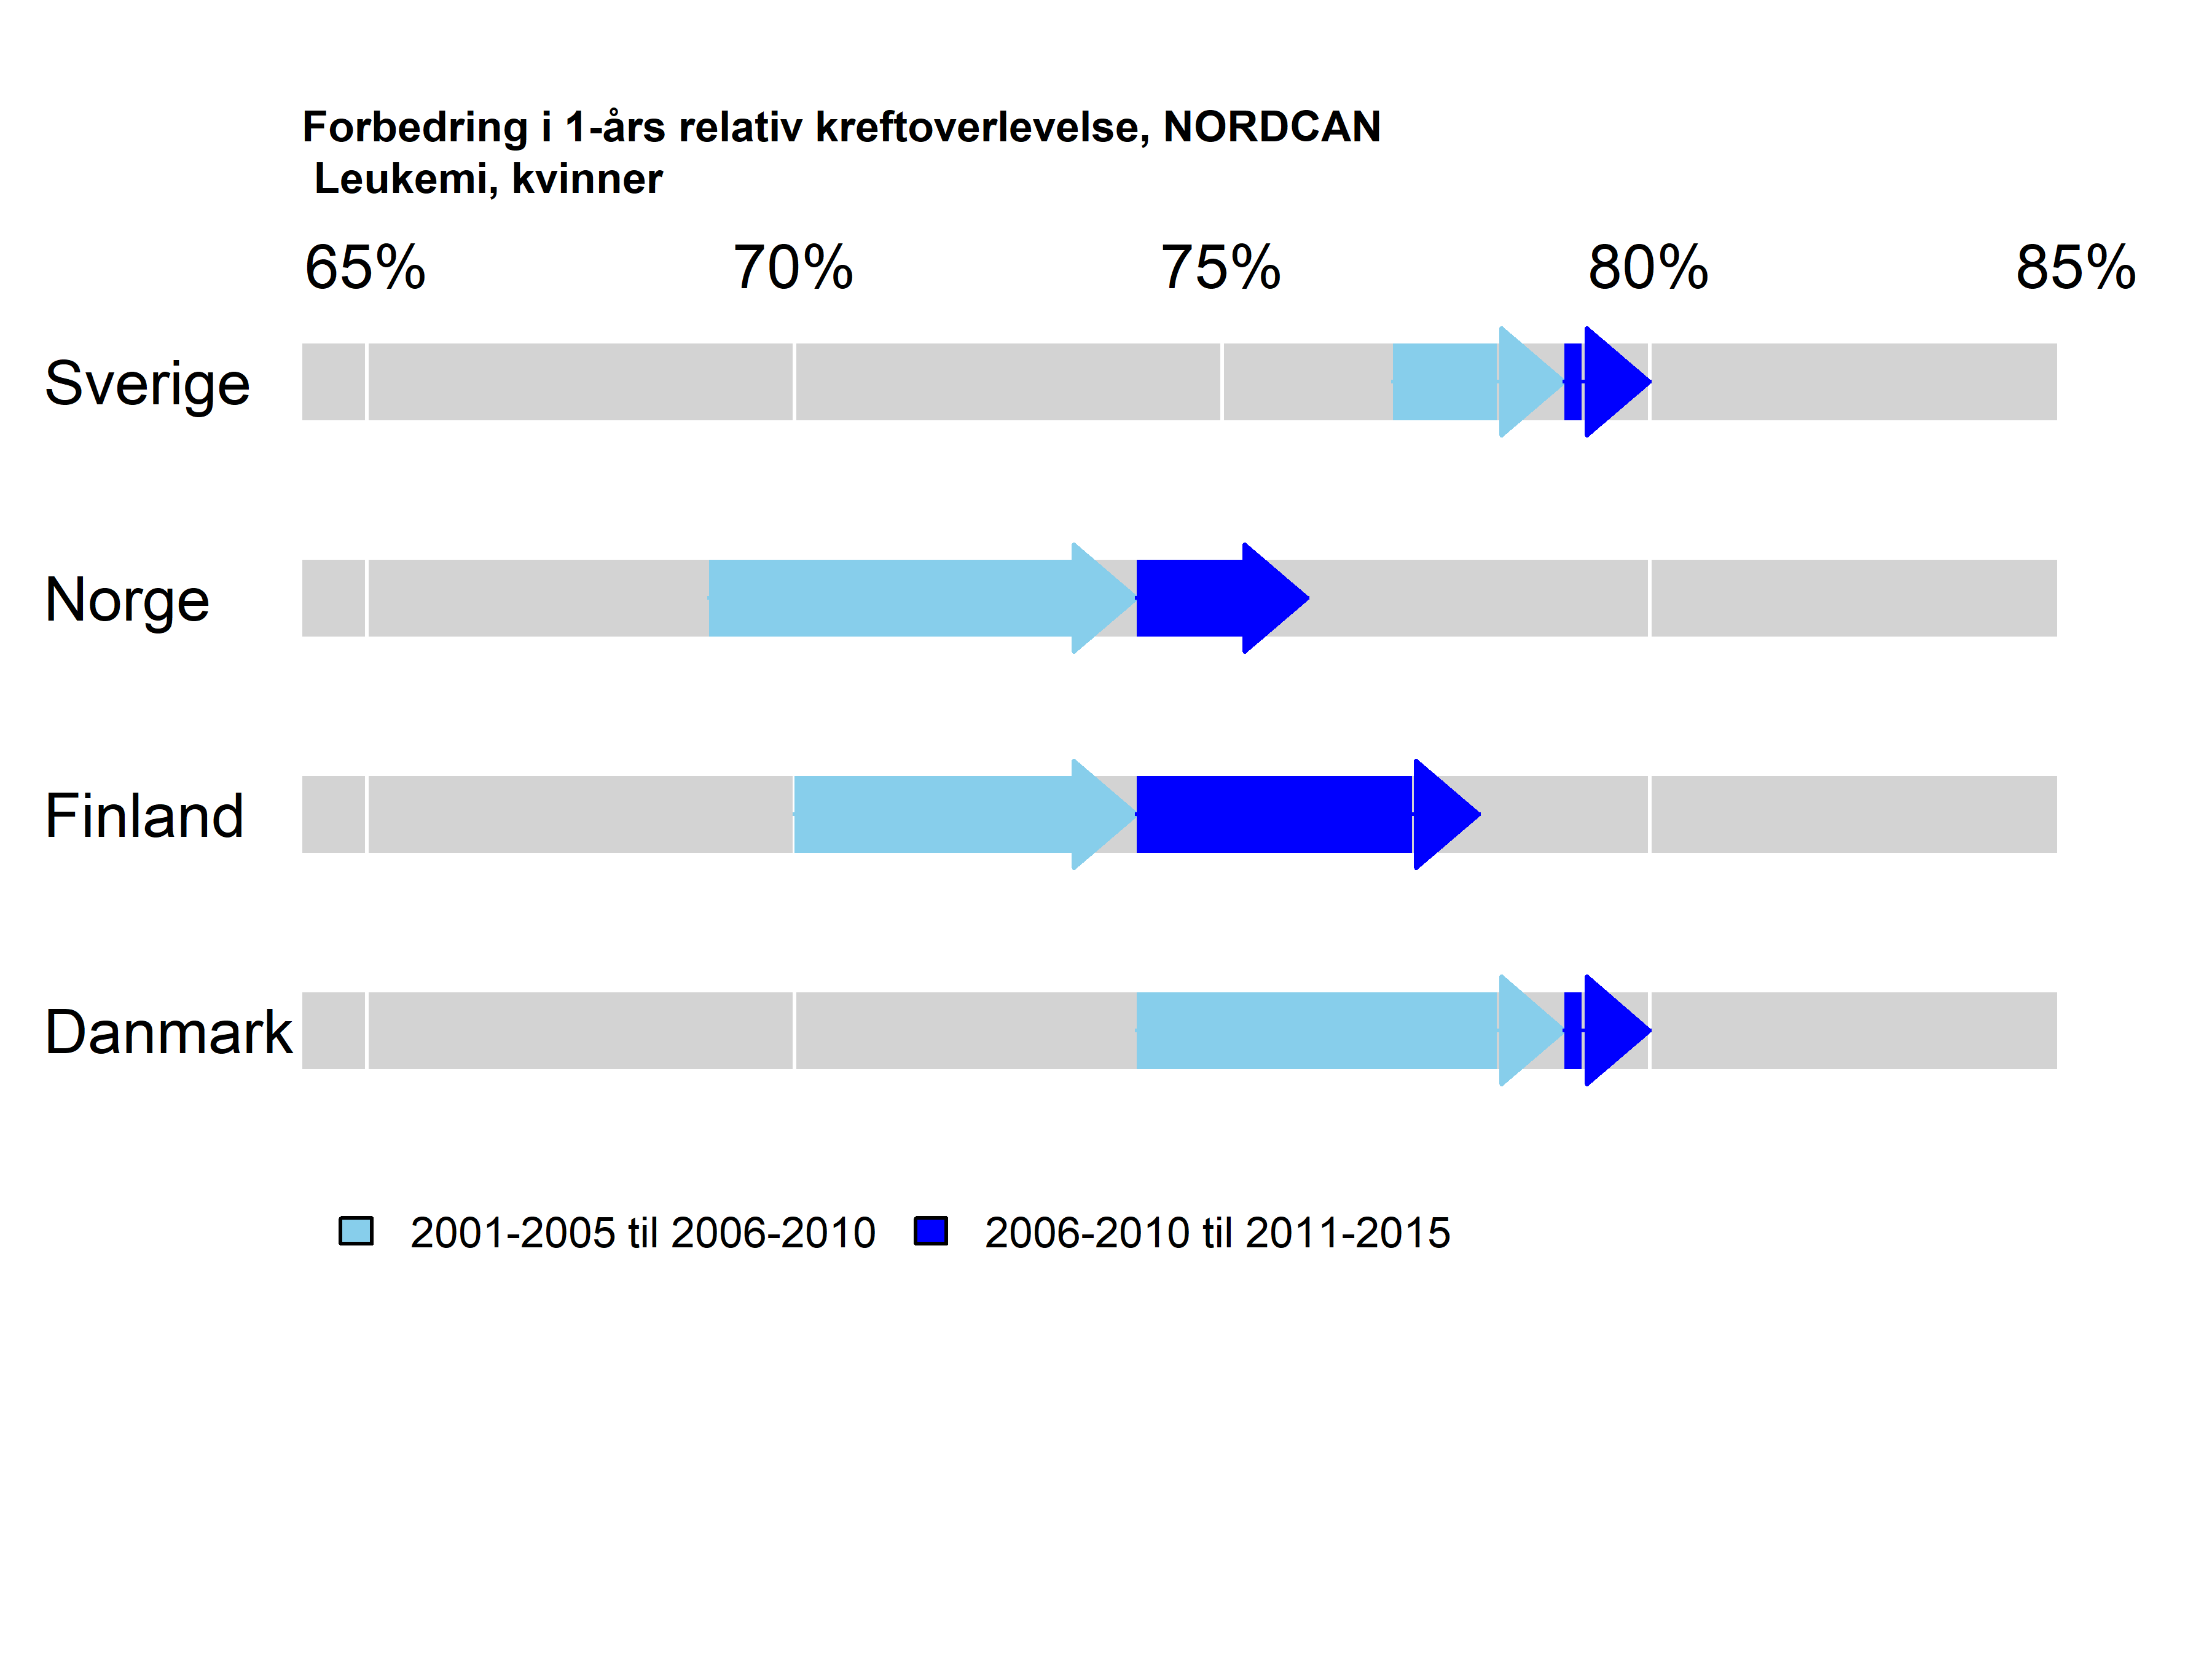 Forbedring i 1-års relativ kreftoverlevelse, NORDCAN
Leukemi, kvinner
65% 70% 75% 80% 85%
Sverige
Norge
Finland
Danmark
2001-2005 til 2006-2010 2006-2010 til 2011-2015